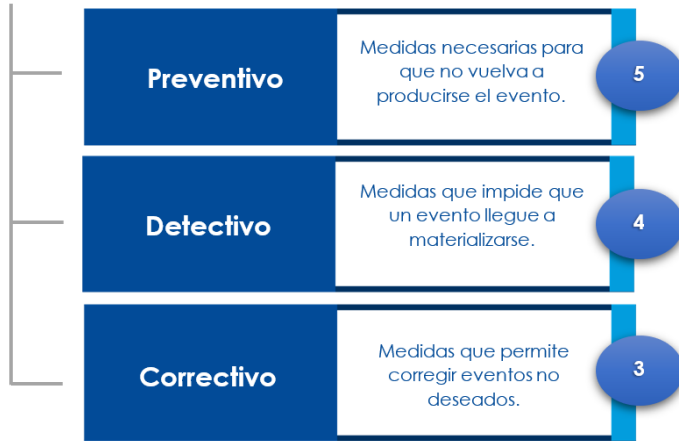 Preventivo
Medidas necesarias para
que no vuelva a
producirse el evento.
5
Detectivo
Medidas que impide que
un evento llegue a
materializarse.
4
Correctivo
Medidas que permite
corregir eventos no
deseados.
3